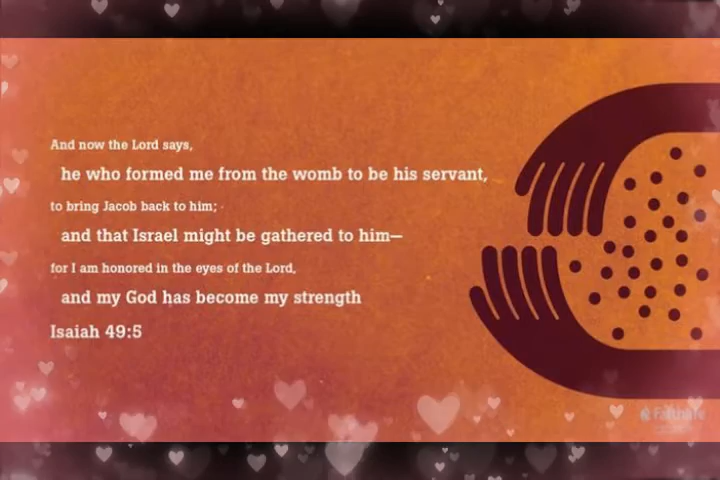 And now the Lord says,
he who formed me from the womb to be his servant,
to bring Jacob back to him;
and that Israel might be gathered to him—
for I am honored in the eyes of the Lord,
and my God has become my strength
Isaiah 49:5
Faithlife